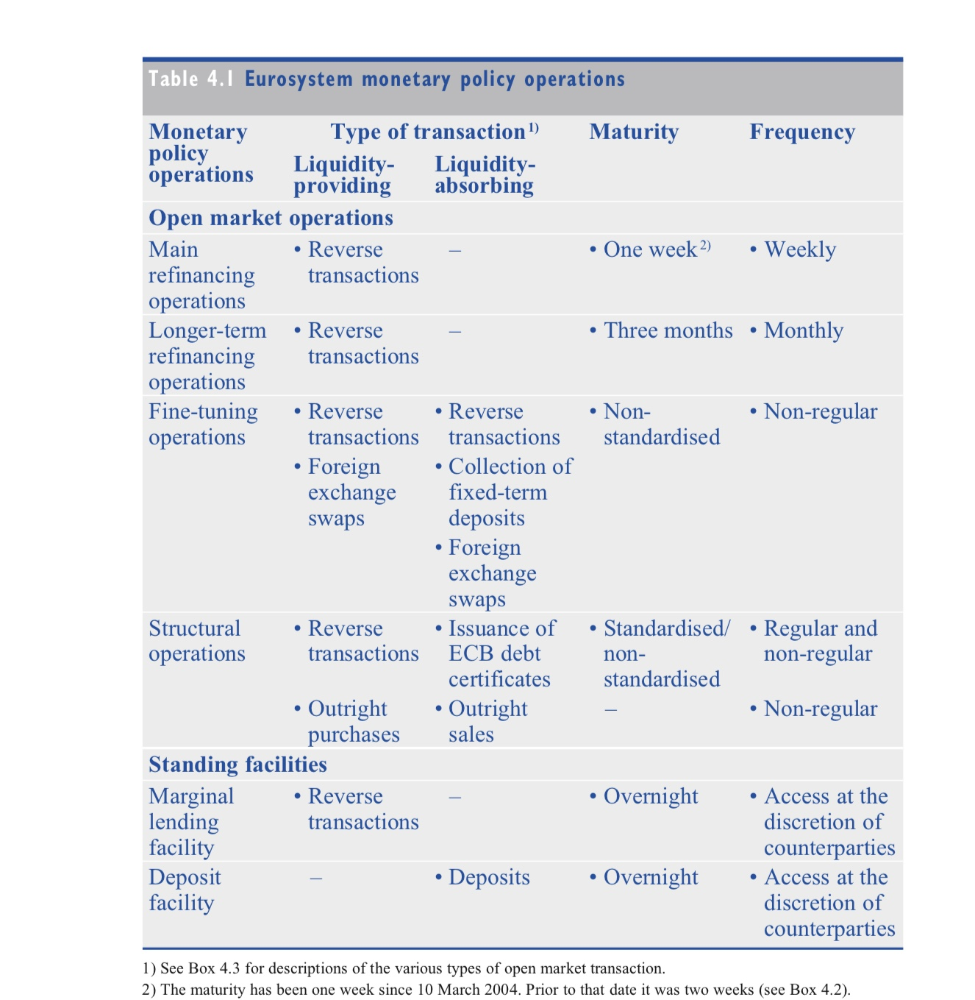 Table 4.1 Eurosystem monetary policy operations
Monetary policy operations
Type of transaction 1)
Liquidity-providing
Liquidity-absorbing
Maturity
Frequency
Open market operations
Main
refinancing
operations
• Reverse
transactions
–
• One week 2)
• Weekly
Longer-term
refinancing
operations
• Reverse
transactions
–
• Three months
• Monthly
Fine-tuning
operations
• Reverse
transactions
• Foreign
exchange
swaps
• Reverse
transactions
• Collection of
fixed-term
deposits
• Foreign
exchange
swaps
• Non-
standardised
• Non-regular
Structural
operations
• Reverse
transactions
• Issuance of
ECB debt
certificates
• Standardised/
non-
standardised
• Regular and
non-regular
• Outright
purchases
• Outright
sales
–
• Non-regular
Standing facilities
Marginal
lending
facility
• Reverse
transactions
–
• Overnight
• Access at the
discretion of
counterparties
Deposit
facility
–
• Deposits
• Overnight
• Access at the
discretion of
counterparties
1) See Box 4.3 for descriptions of the various types of open market transaction.
2) The maturity has been one week since 10 March 2004. Prior to that date it was two weeks (see Box 4.2).